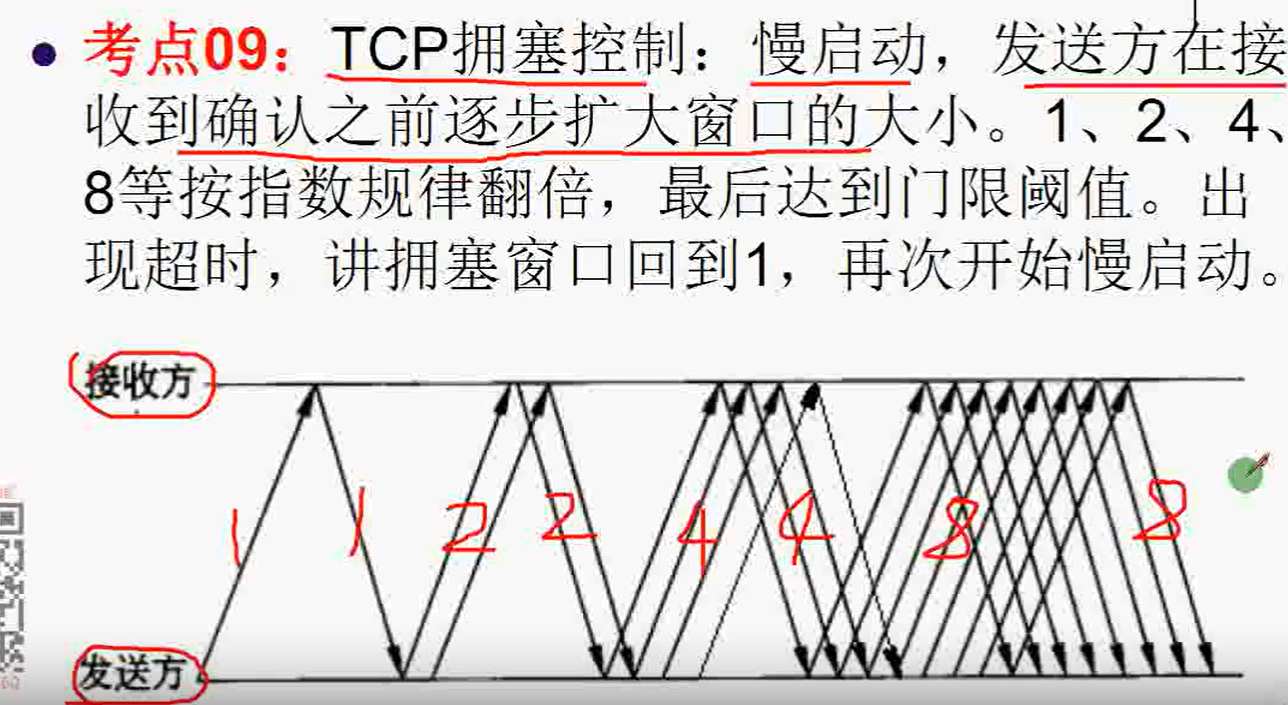 考点09：TCP拥塞控制：慢启动，发送方在接
收到确认之前逐步扩大窗口的大小。1、2、4、
8等按指数规律翻倍，最后达到门限阈值。出
现超时，讲拥塞窗口回到1，再次开始慢启动。
接收方
1 1 2 2 4 4 8 8
发送方